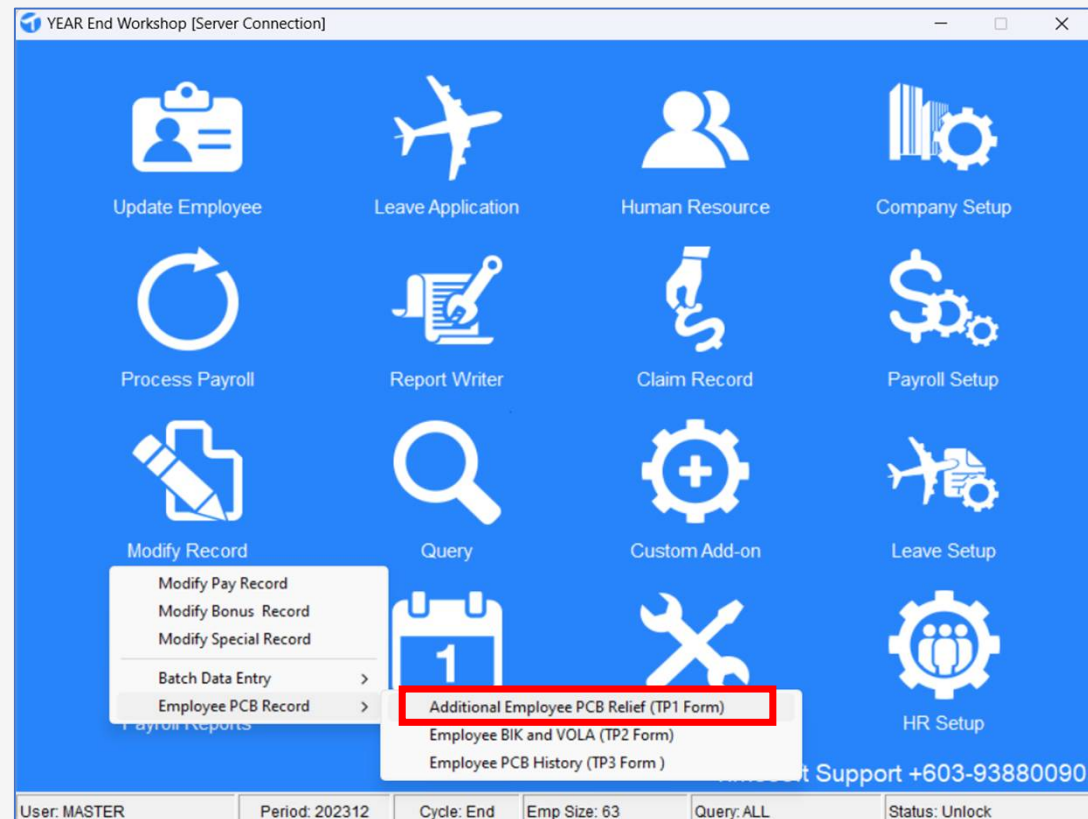 YEAR End Workshop [Server Connection]
Update Employee
Leave Application
Human Resource
Company Setup
Process Payroll
Report Writer
Claim Record
Payroll Setup
Modify Record
Query
Custom Add-on
Leave Setup
Modify Pay Record
Modify Bonus Record
Modify Special Record
Batch Data Entry
Employee PCB Record
1
Additional Employee PCB Relief (TP1 Form)
Employee BIK and VOLA (TP2 Form)
Employee PCB History (TP3 Form )
Payroll Reports
HR Setup
Support +603-93880090
User: MASTER
Period: 202312
Cycle: End
Emp Size: 63
Query: ALL
Status: Unlock